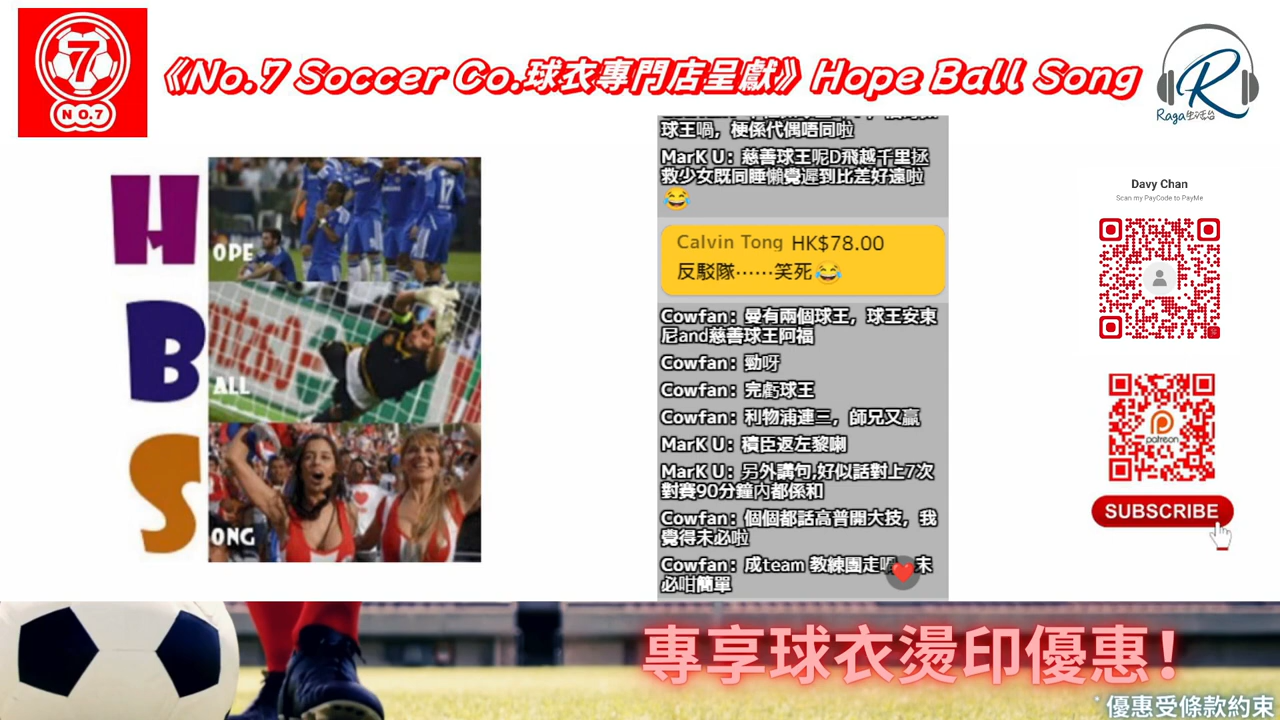 7
NO.7
《No.7 Soccer Co.球衣專門店呈獻》Hope Ball Song
R
Raga生活台
HOPE
17
BALL
SONG
球王喎，梗係代偶唔同啦
MarK U: 慈善球王呢D飛越千里拯
救少女既同睡懶覺遲到比差好遠啦
😂
Calvin Tong HK$78.00
反駁隊⋯⋯笑死😂
Cowfan: 曼有兩個球王，球王安東
尼and慈善球王阿福
Cowfan: 勁呀
Cowfan: 完虧球王
Cowfan: 利物浦連三，師兄又贏
MarK U: 積臣返左黎喇
MarK U: 另外講句,好似話對上7次
對賽90分鐘內都係和
Cowfan: 個個都話高普開大技，我
覺得未必啦
Cowfan: 成team 教練團走喎 未
必咁簡單
Davy Chan
Scan my PayCode to PayMe
patreon
SUBSCRIBE
專享球衣燙印優惠！
*優惠受條款約束